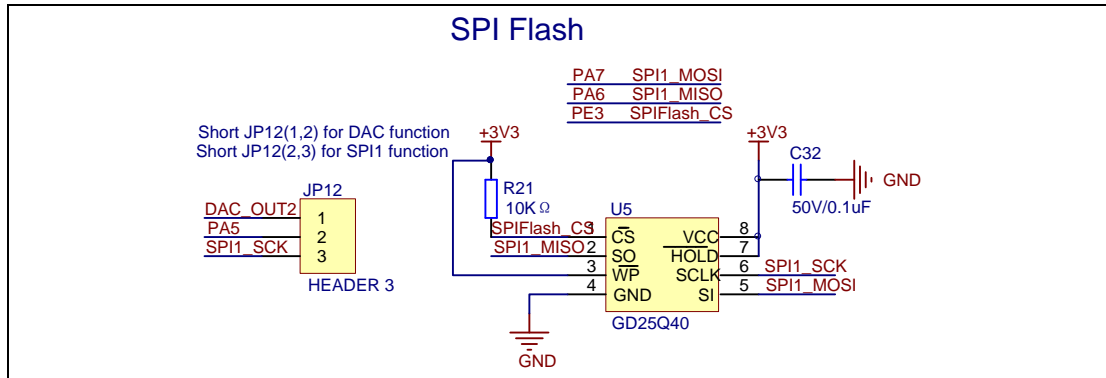 SPI Flash
PA7 SPI1_MOSI
PA6 SPI1_MISO
PE3 SPIFlash_CS
Short JP12(1,2) for DAC function
Short JP12(2,3) for SPI1 function
+3V3
+3V3
C32
GND
50V/0.1uF
R21
10KΩ
JP12
DAC_OUT2 1
PA5 2
SPI1_SCK 3
HEADER 3
U5
SPIFlash_CS 1 CS VCC 8
SPI1_MISO 2 SO HOLD 7
3 WP SCLK 6 SPI1_SCK
4 GND SI 5 SPI1_MOSI
GD25Q40
GND